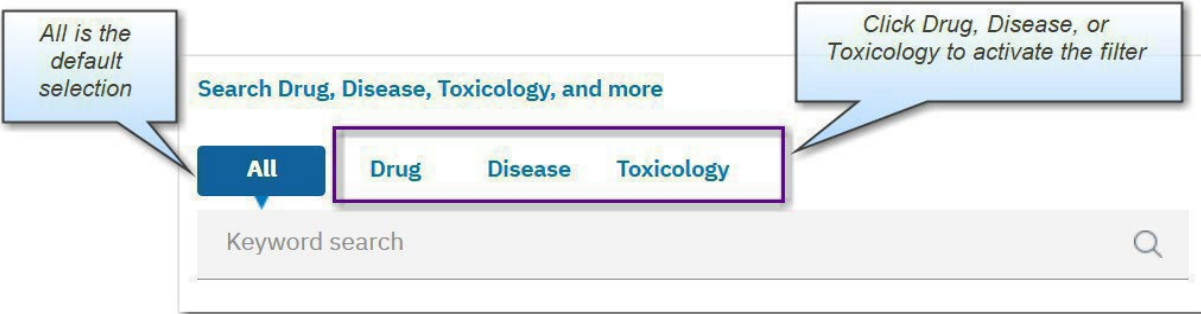 All is the
default
selection
Click Drug, Disease, or
Toxicology to activate the filter
Search Drug, Disease, Toxicology, and more
All Drug Disease Toxicology
Keyword search